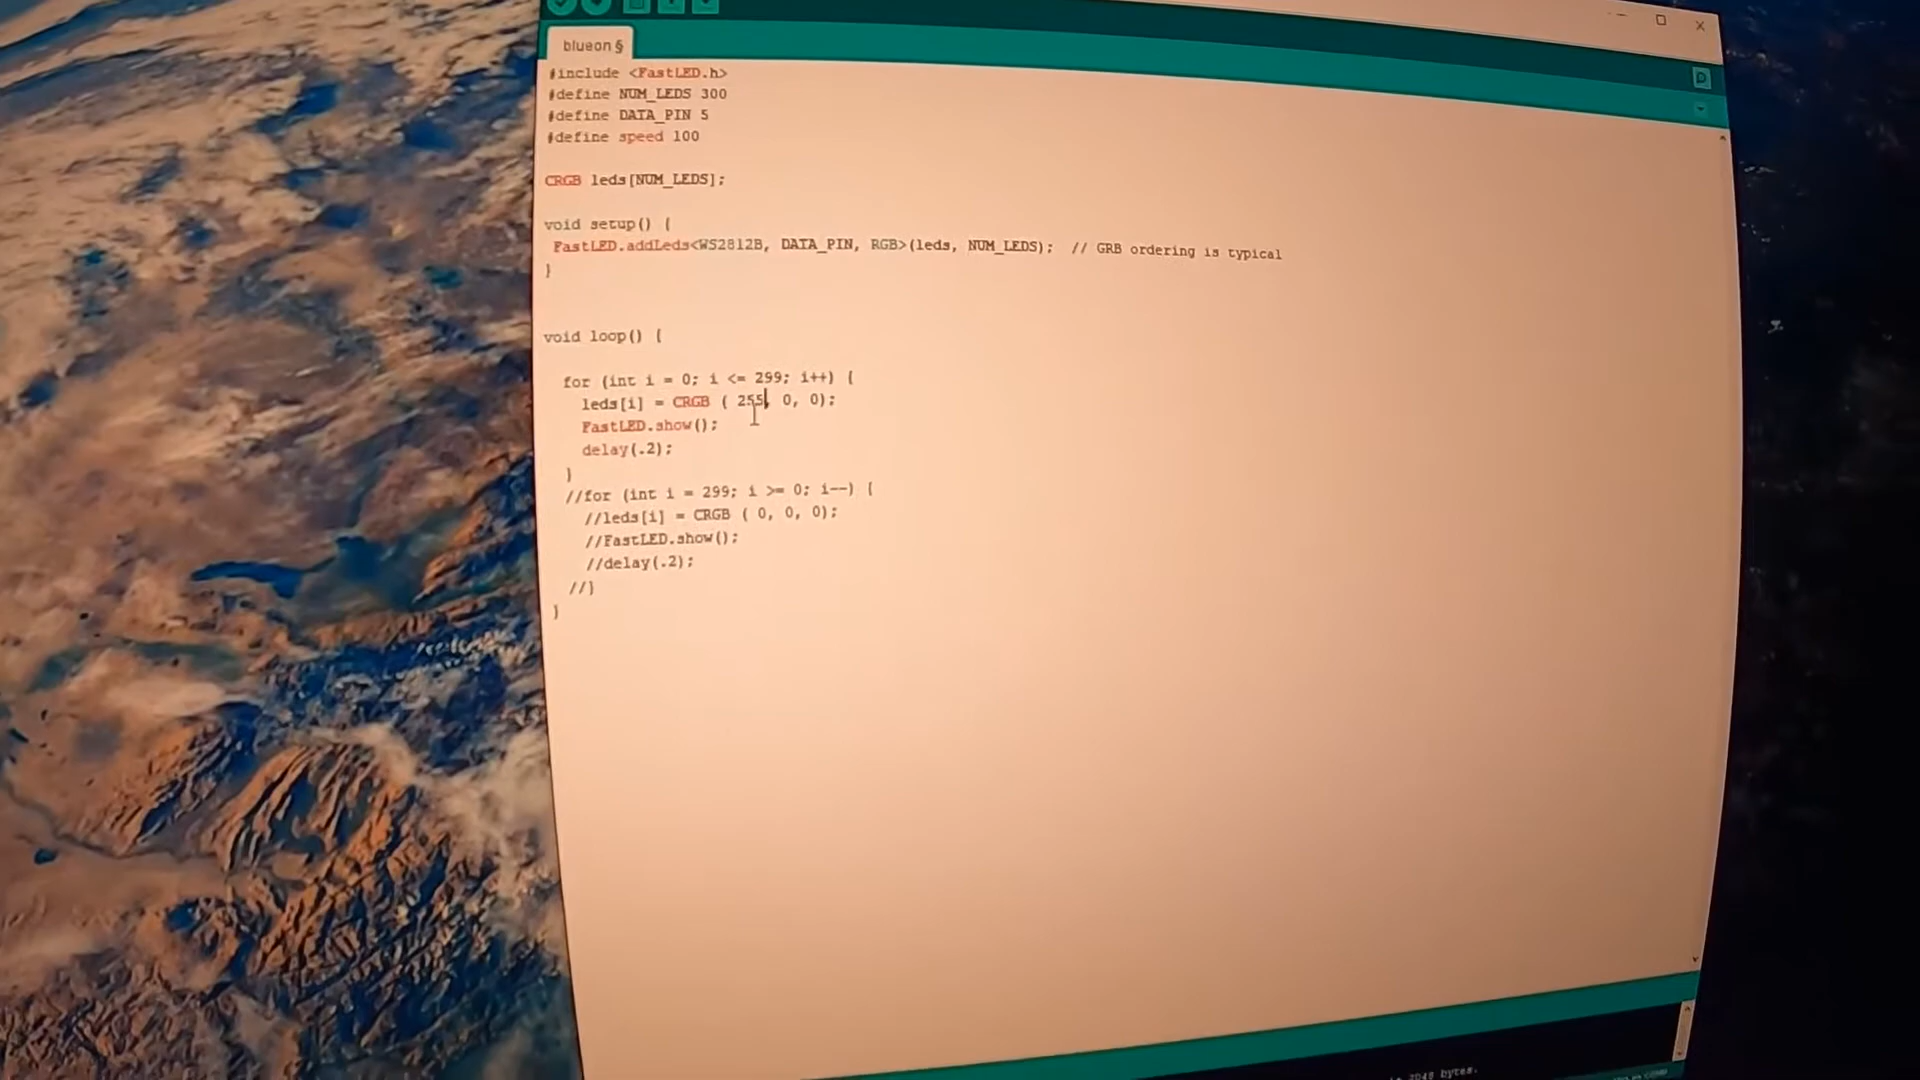 blueon §
#include <FastLED.h>
#define NUM_LEDS 300
#define DATA_PIN 5
#define speed 100
CRGB leds[NUM_LEDS];
void setup() {
FastLED.addLeds<WS2812B, DATA_PIN, RGB>(leds, NUM_LEDS); // GRB ordering is typical
}
void loop() {
for (int i = 0; i <= 299; i++) {
leds[i] = CRGB ( 255, 0, 0);
FastLED.show();
delay(.2);
}
//for (int i = 299; i >= 0; i--) {
//leds[i] = CRGB ( 0, 0, 0);
//FastLED.show();
//delay(.2);
//}
}
2048 bytes.